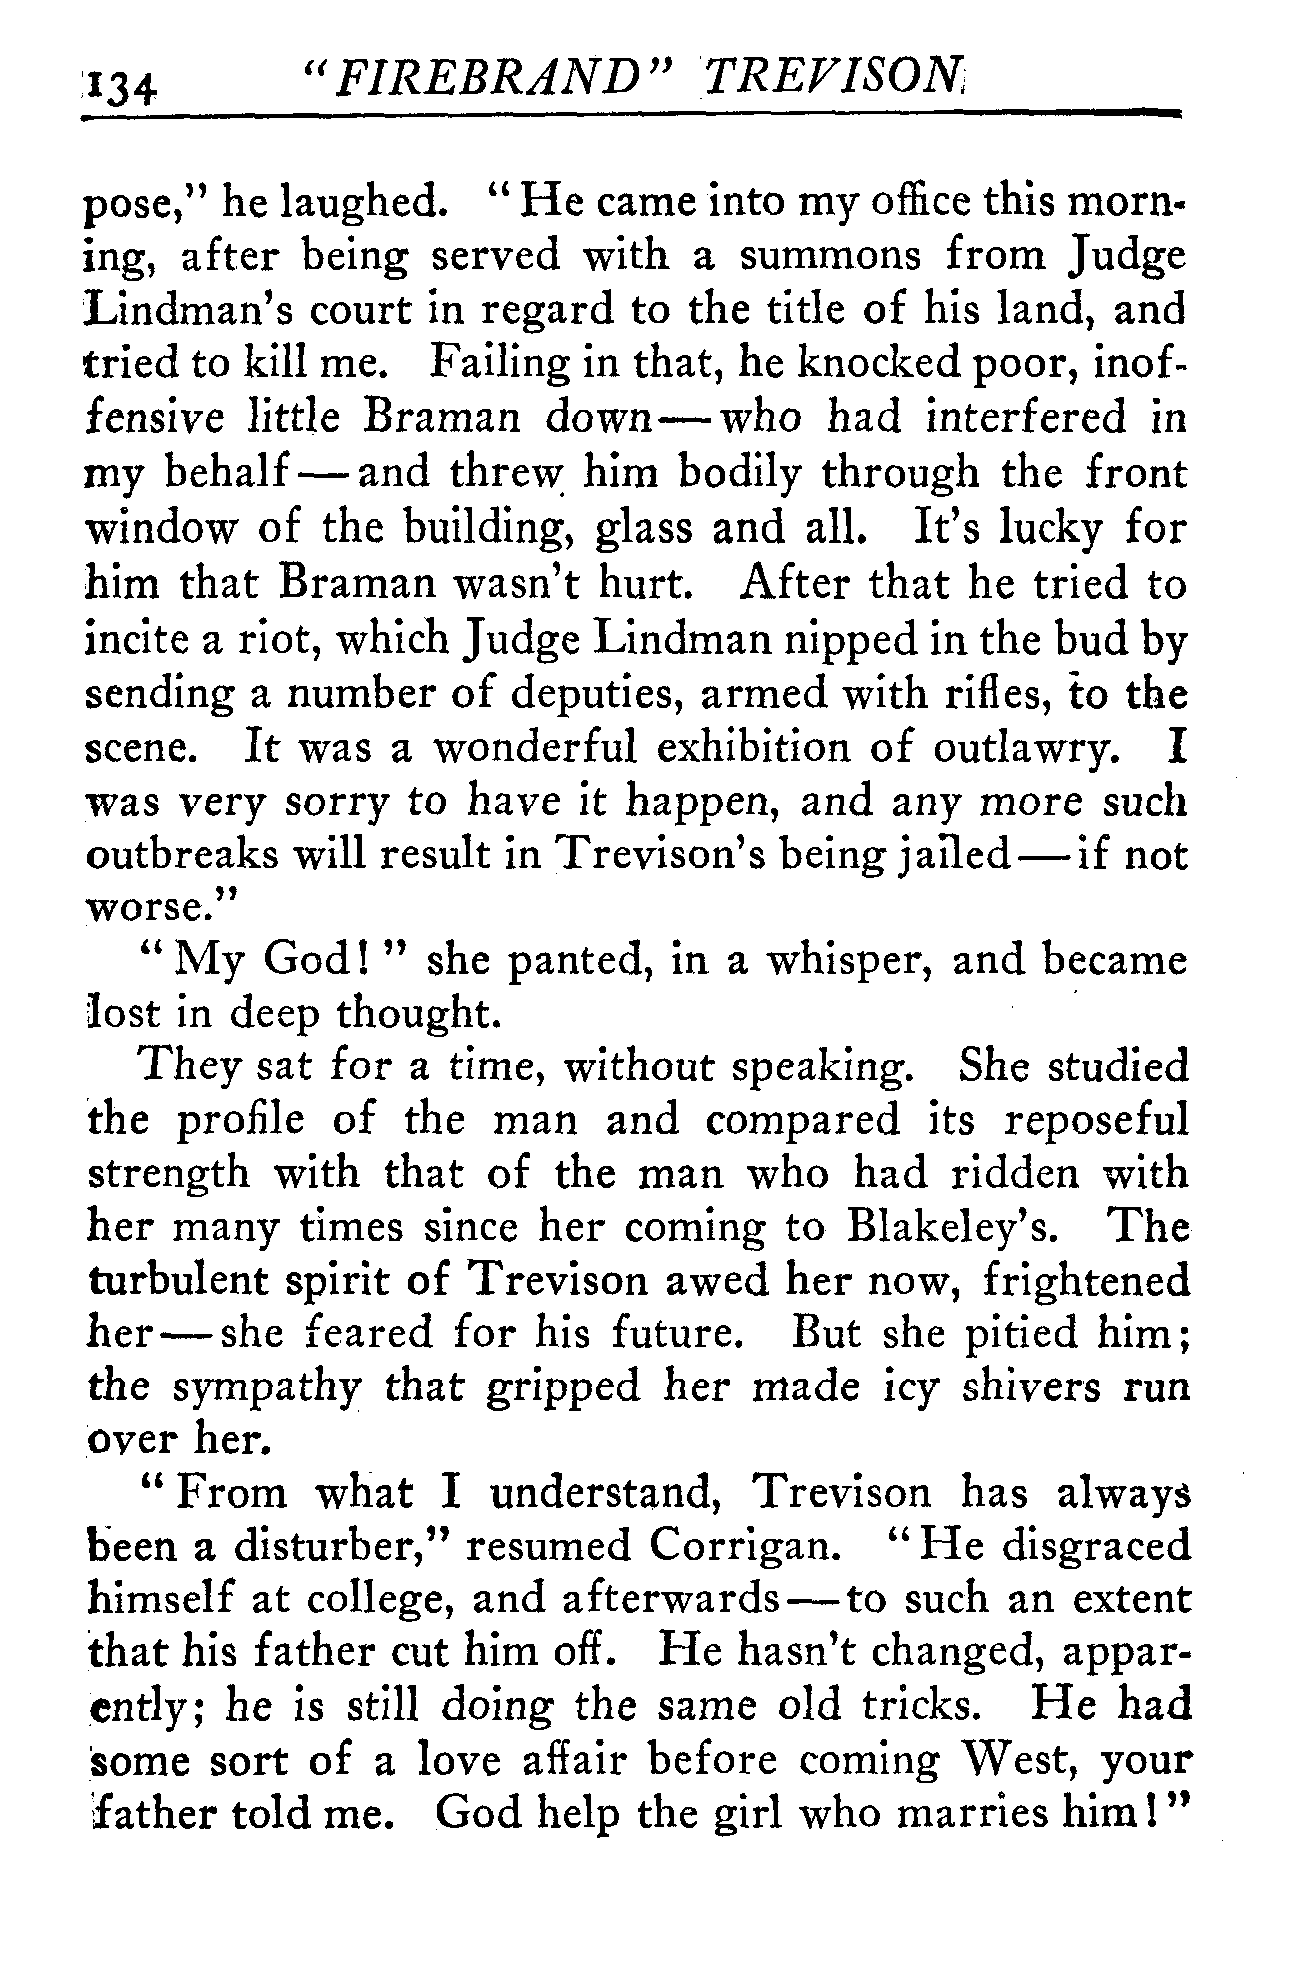 134 "FIREBRAND" TREVISON
pose," he laughed. "He came into my office this morn-
ing, after being served with a summons from Judge
Lindman's court in regard to the title of his land, and
tried to kill me. Failing in that, he knocked poor, inof-
fensive little Braman down—who had interfered in
my behalf—and threw him bodily through the front
window of the building, glass and all. It's lucky for
him that Braman wasn't hurt. After that he tried to
incite a riot, which Judge Lindman nipped in the bud by
sending a number of deputies, armed with rifles, to the
scene. It was a wonderful exhibition of outlawry. I
was very sorry to have it happen, and any more such
outbreaks will result in Trevison's being jailed—if not
worse."
"My God!" she panted, in a whisper, and became
lost in deep thought.
They sat for a time, without speaking. She studied
the profile of the man and compared its reposeful
strength with that of the man who had ridden with
her many times since her coming to Blakeley's. The
turbulent spirit of Trevison awed her now, frightened
her—she feared for his future. But she pitied him;
the sympathy that gripped her made icy shivers run
over her.
"From what I understand, Trevison has always
been a disturber," resumed Corrigan. "He disgraced
himself at college, and afterwards—to such an extent
that his father cut him off. He hasn't changed, appar-
ently; he is still doing the same old tricks. He had
some sort of a love affair before coming West, your
father told me. God help the girl who marries him!"